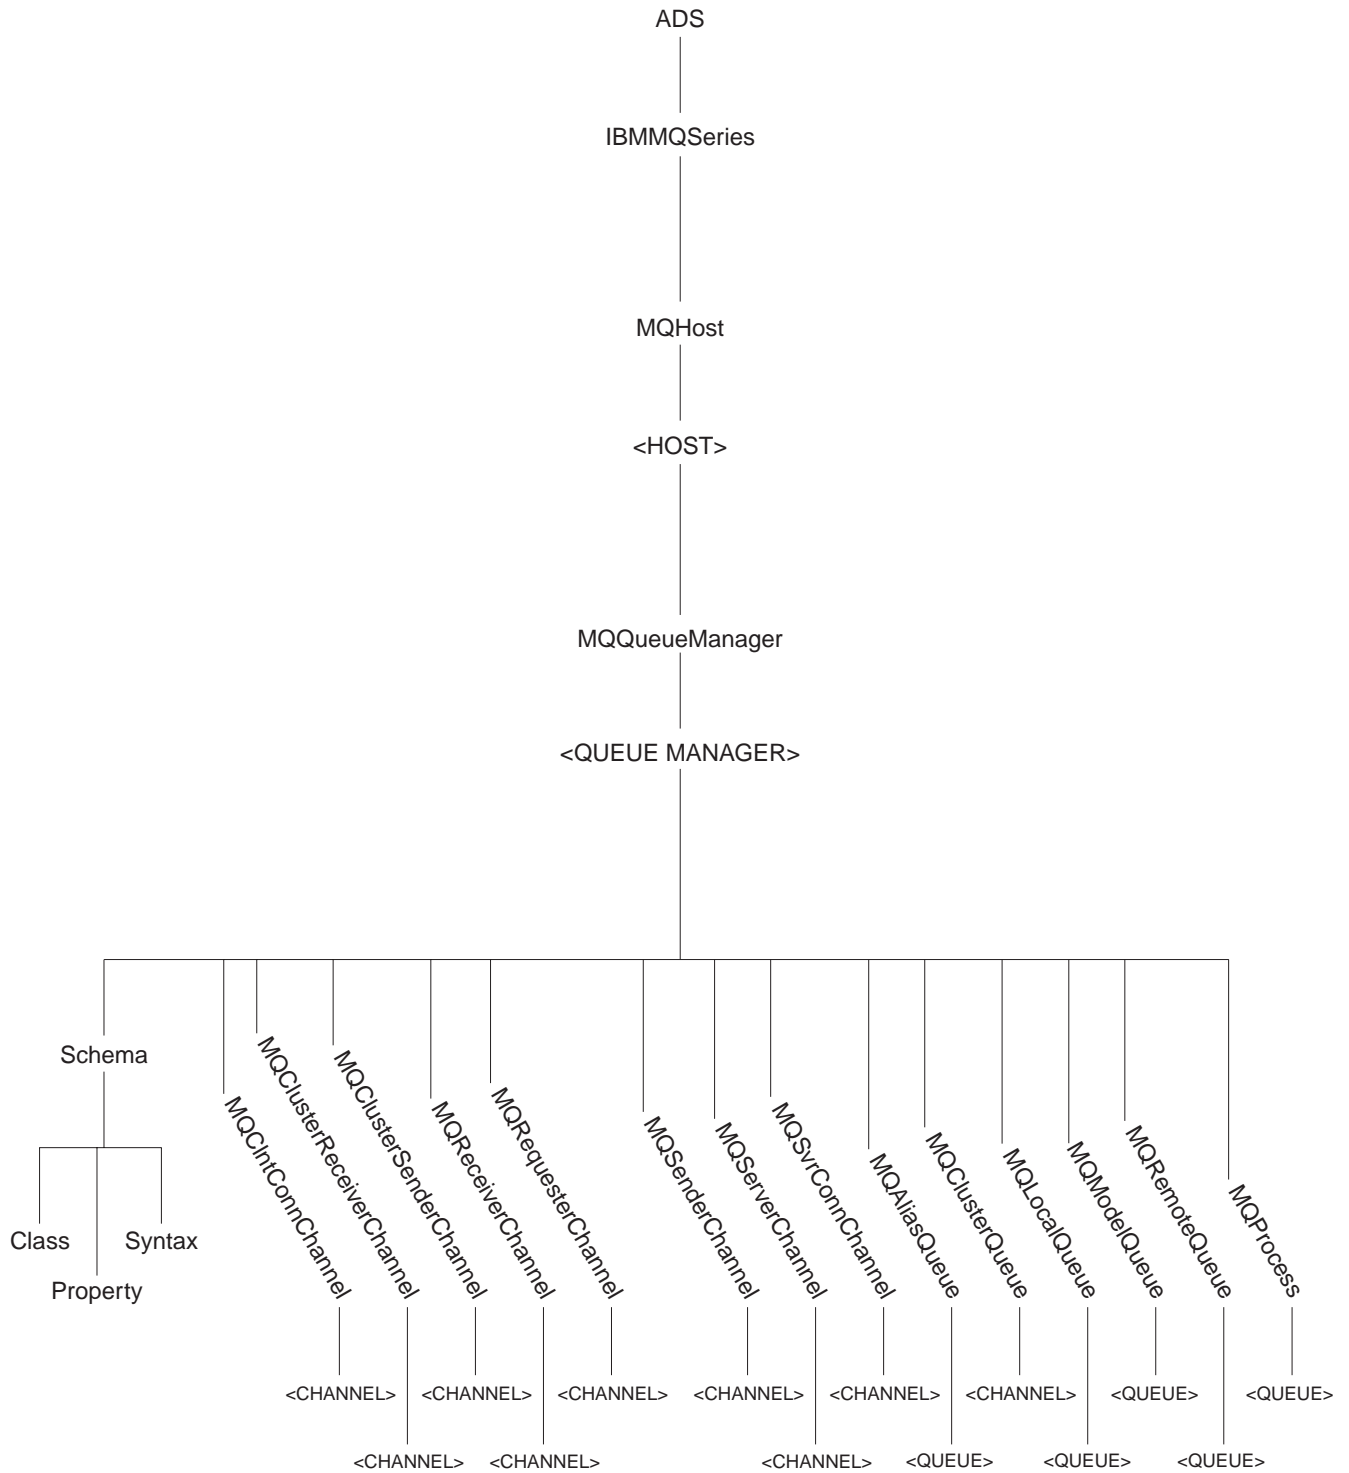 ADS
IBMMQSeries
MQHost
<HOST>
MQQueueManager
<QUEUE MANAGER>
Schema
Class
Property
Syntax
MQClntConnChannel
MQClusterReceiverChannel
MQClusterSenderChannel
MQReceiverChannel
MQRequesterChannel
MQSenderChannel
MQServerChannel
MQSvrConnChannel
MQAliasQueue
MQClusterQueue
MQLocalQueue
MQModelQueue
MQRemoteQueue
MQProcess
<CHANNEL>
<CHANNEL>
<CHANNEL>
<CHANNEL>
<CHANNEL>
<CHANNEL>
<QUEUE>
<QUEUE>
<CHANNEL>
<CHANNEL>
<CHANNEL>
<QUEUE>
<QUEUE>
<QUEUE>